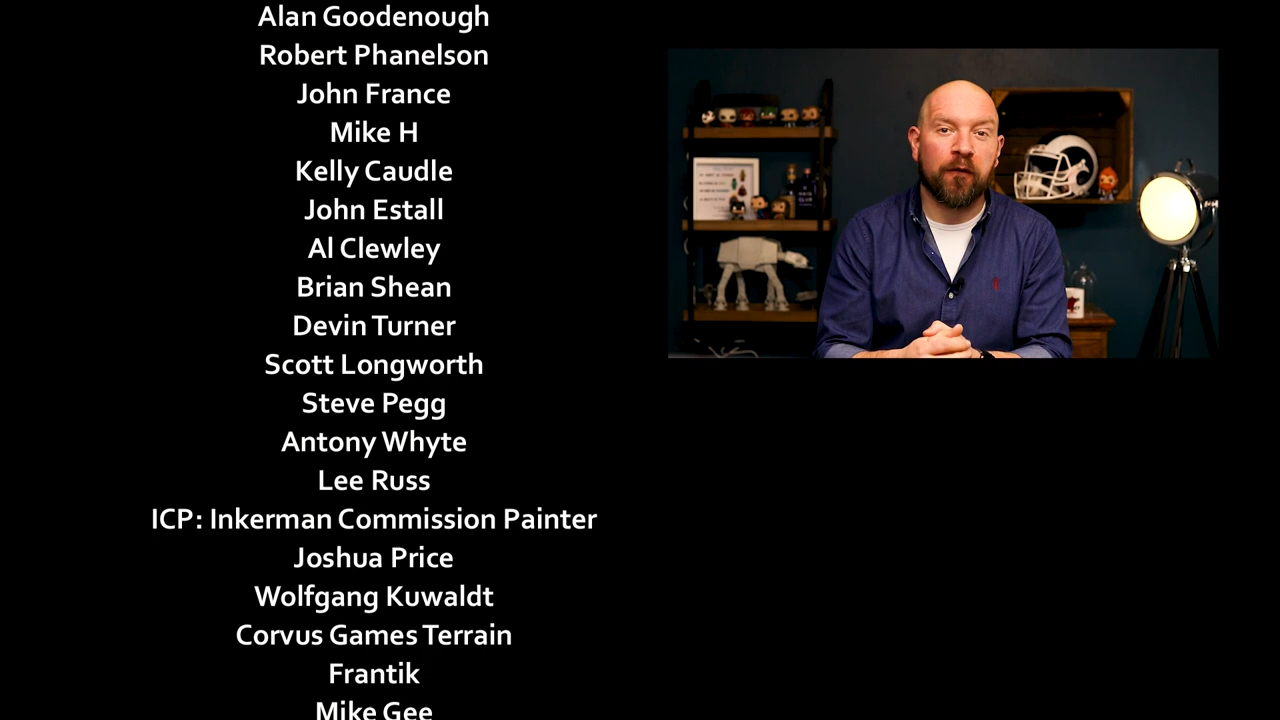 Alan Goodenough
Robert Phanelson
John France
Mike H
Kelly Caudle
John Estall
Al Clewley
Brian Shean
Devin Turner
Scott Longworth
Steve Pegg
Antony Whyte
Lee Russ
ICP: Inkerman Commission Painter
Joshua Price
Wolfgang Kuwaldt
Corvus Games Terrain
Frantik
Mike Gee